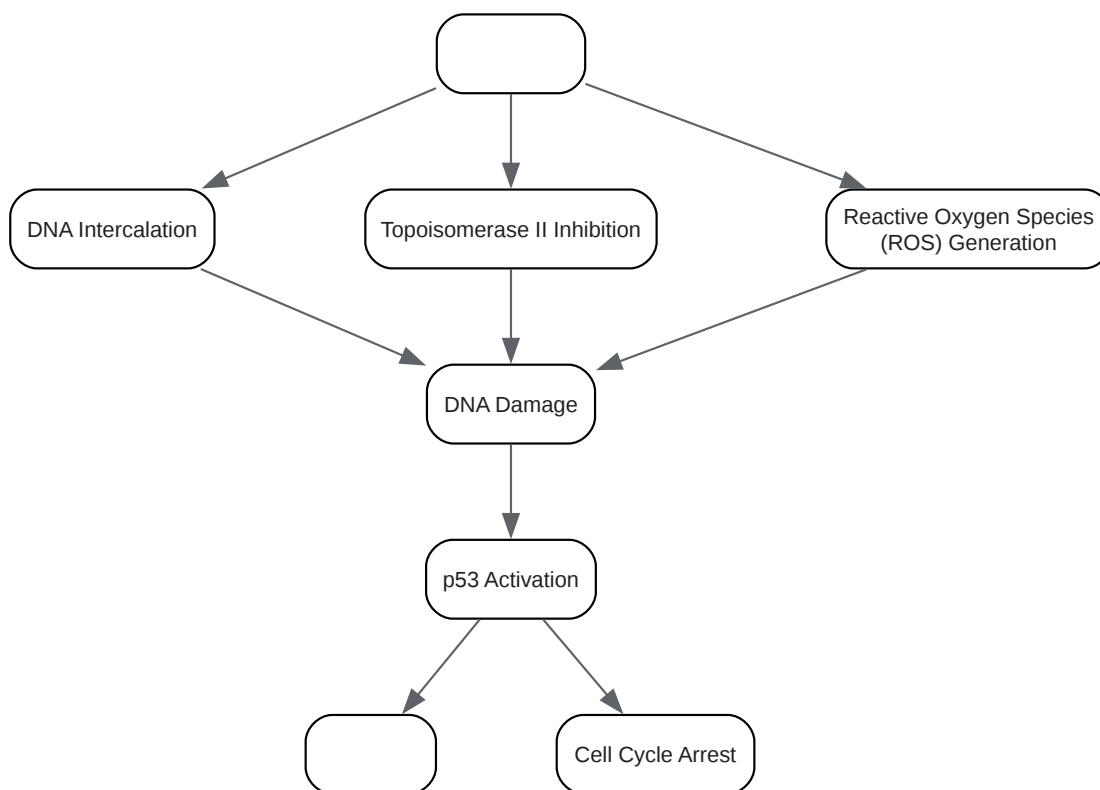 DNA Intercalation
Topoisomerase II Inhibition
Reactive Oxygen Species
(ROS) Generation
DNA Damage
p53 Activation
Cell Cycle Arrest